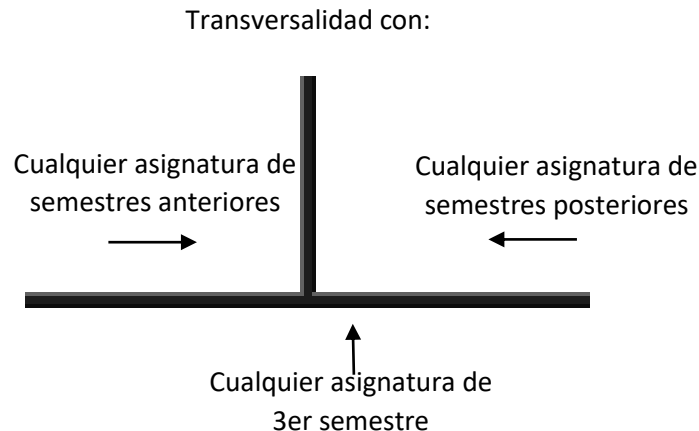 Transversalidad con:
Cualquier asignatura de
semestres anteriores
Cualquier asignatura de
semestres posteriores
Cualquier asignatura de
3er semestre